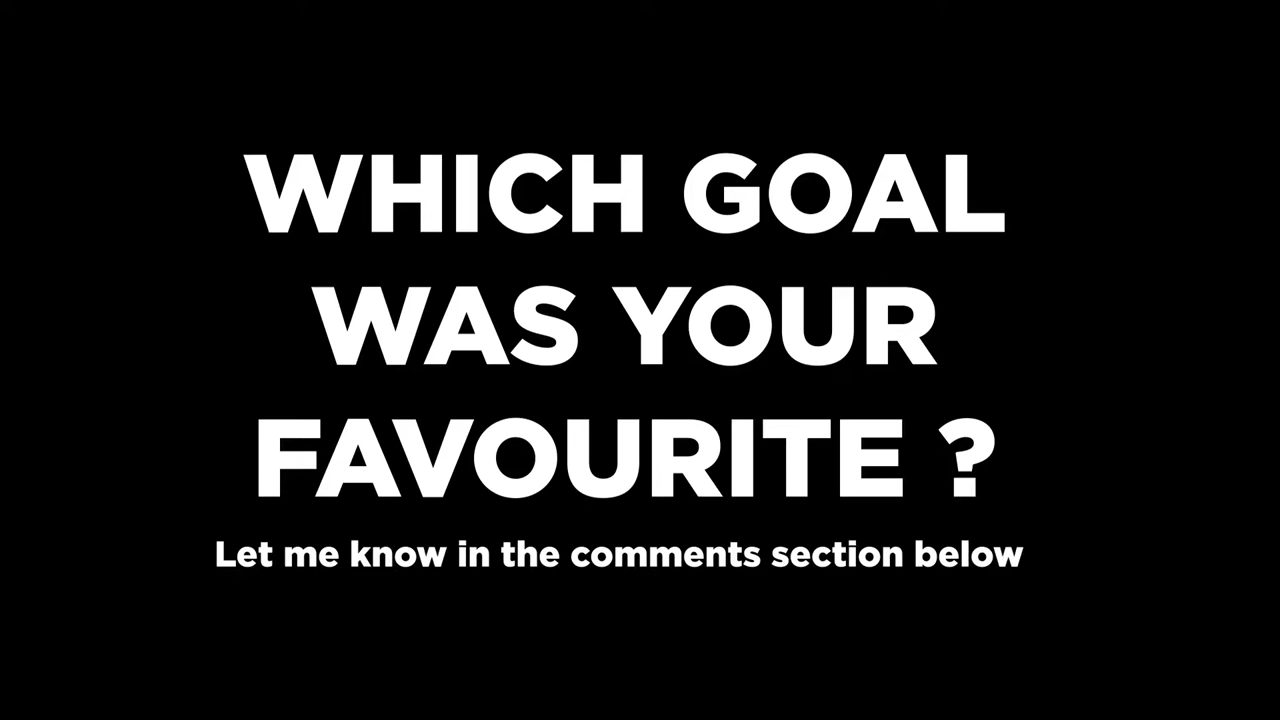 WHICH GOAL
WAS YOUR
FAVOURITE ?
Let me know in the comments section below